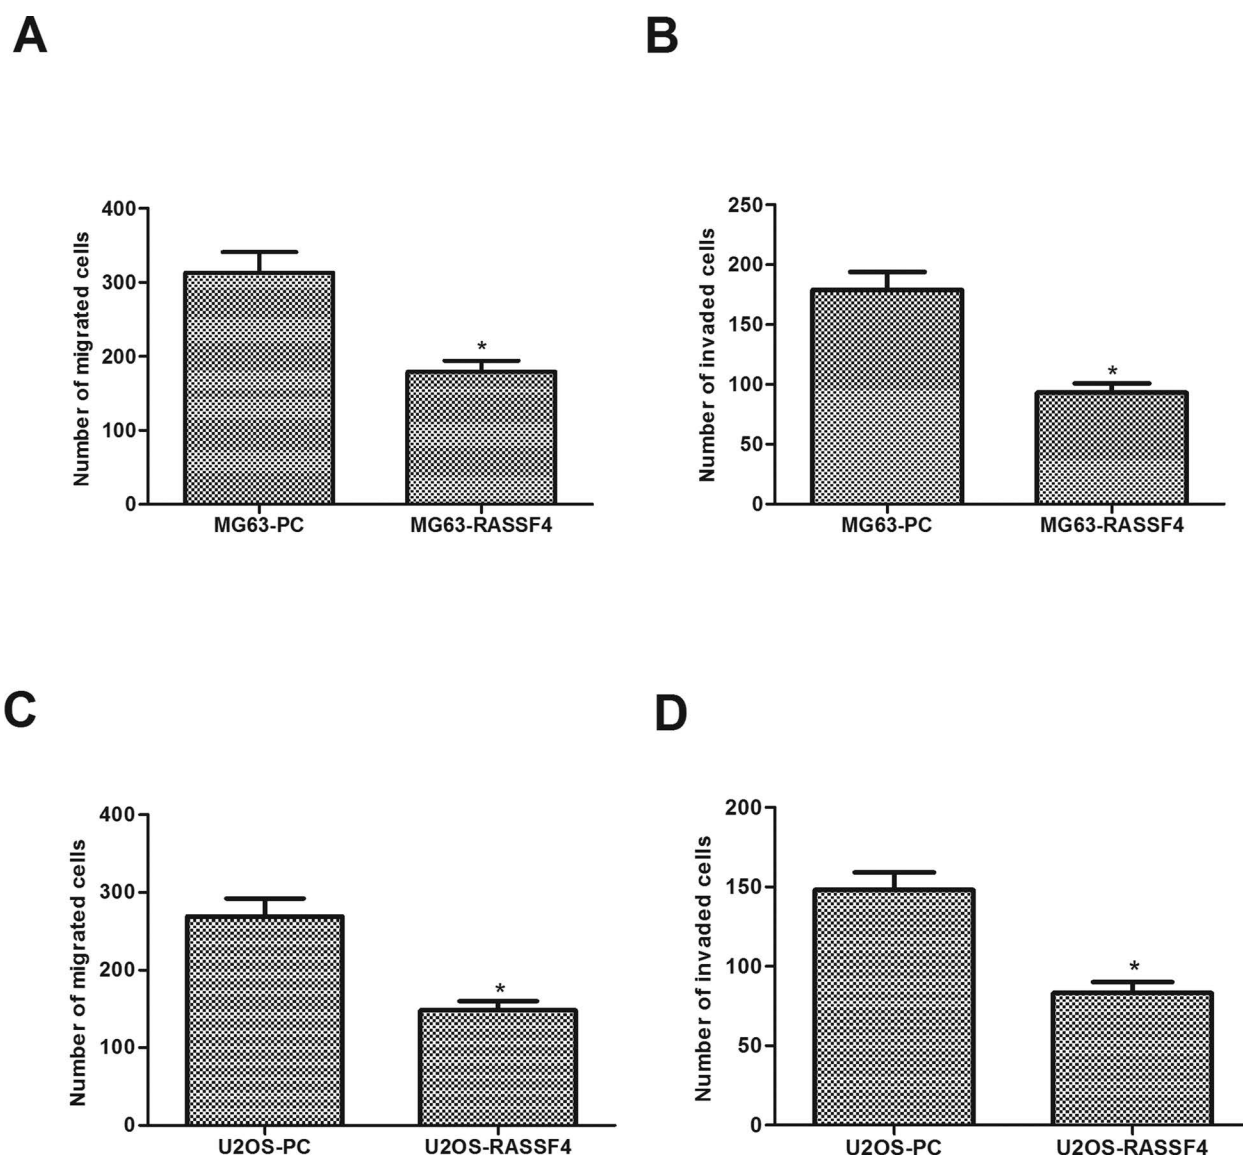 A
B
Number of migrated cells
400
300
200
100
0
*
MG63-PC
MG63-RASSF4
Number of invaded cells
250
200
150
100
50
0
*
MG63-PC
MG63-RASSF4
C
D
Number of migrated cells
400
300
200
100
0
*
U2OS-PC
U2OS-RASSF4
Number of invaded cells
200
150
100
50
0
*
U2OS-PC
U2OS-RASSF4